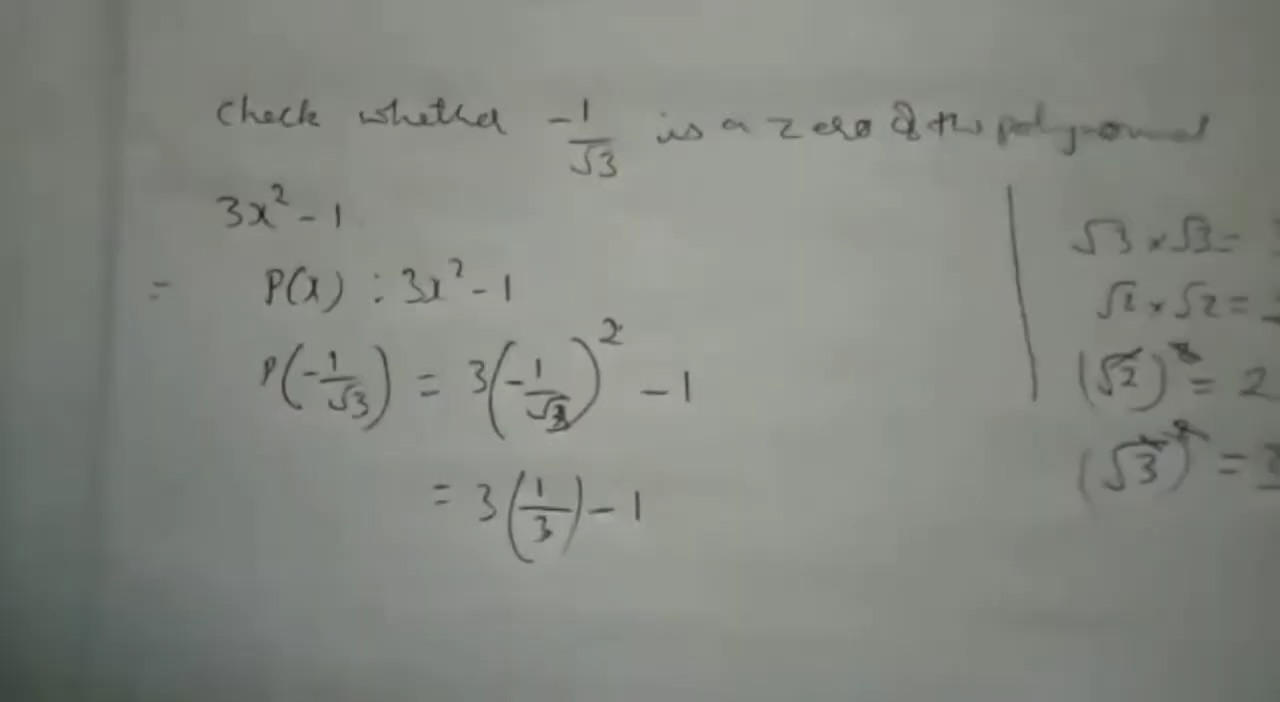 Check whether -1/√3 is a zero of the polynomial
3x² - 1
= P(x) : 3x² - 1
P(-1/√3) = 3(-1/√3)² - 1
= 3(1/3) - 1
√3 × √3 =
√2 × √2 =
(√2)² = 2
(√3)² = 3